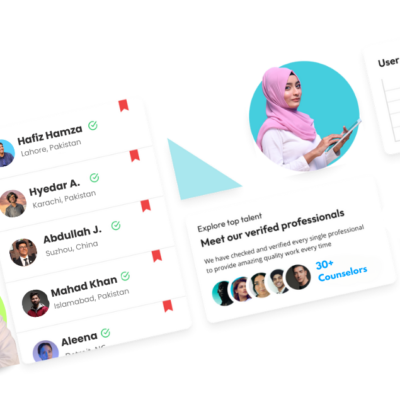 Hafiz Hamza
Lahore, Pakistan
Hyedar A.
Karachi, Pakistan
Abdullah J.
Suzhou, China
Mahad Khan
Islamabad, Pakistan
Aleena
Explore top talent
Meet our verifed professionals
We have checked and verified every single professional
to provide amazing quality work every time
30+
Counselors
User